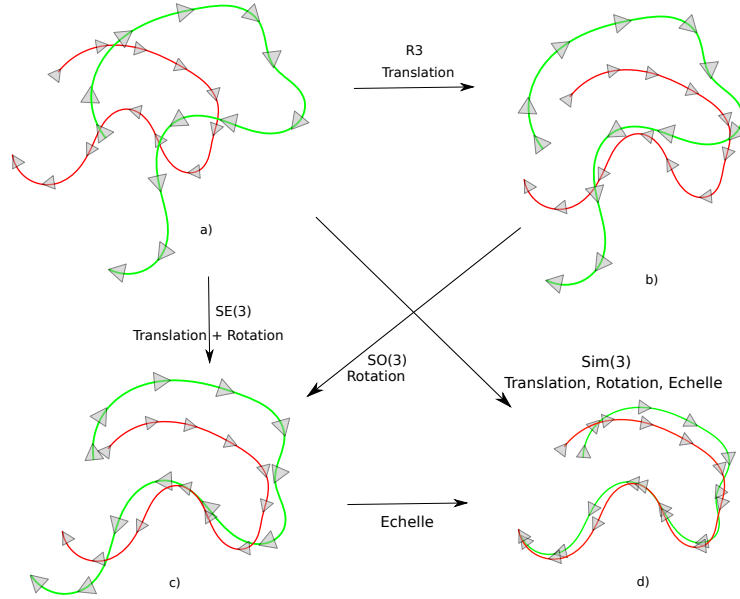 R3
Translation
a)
b)
SE(3)
Translation + Rotation
SO(3)
Rotation
Sim(3)
Translation, Rotation, Echelle
Echelle
c)
d)